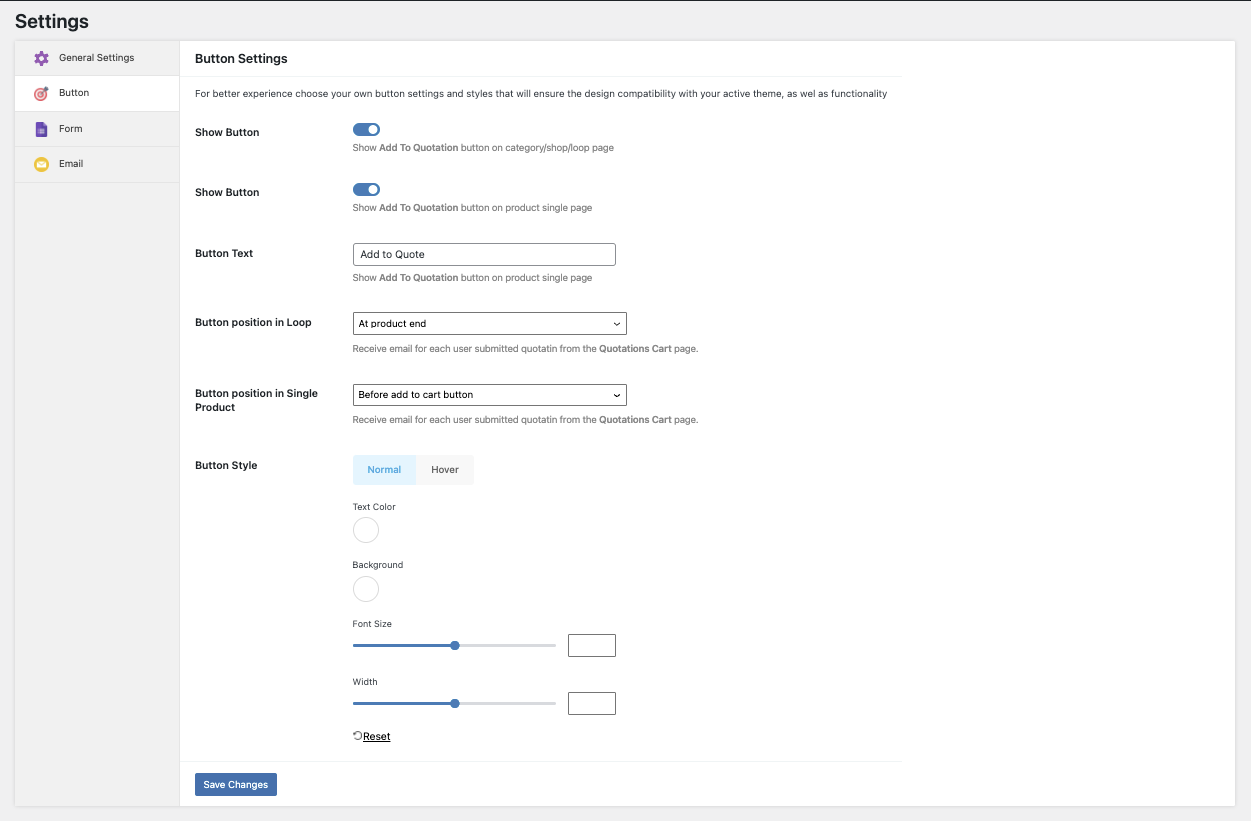 Settings
General Settings
Button
Form
Email
Button Settings
For better experience choose your own button settings and styles that will ensure the design compatibility with your active theme, as wel as functionality
Show Button
Show Add To Quotation button on category/shop/loop page
Show Button
Show Add To Quotation button on product single page
Button Text
Add to Quote
Show Add To Quotation button on product single page
Button position in Loop
At product end
Receive email for each user submitted quotatin from the Quotations Cart page.
Button position in Single
Product
Before add to cart button
Receive email for each user submitted quotatin from the Quotations Cart page.
Button Style
Normal
Hover
Text Color
Background
Font Size
Width
Reset
Save Changes